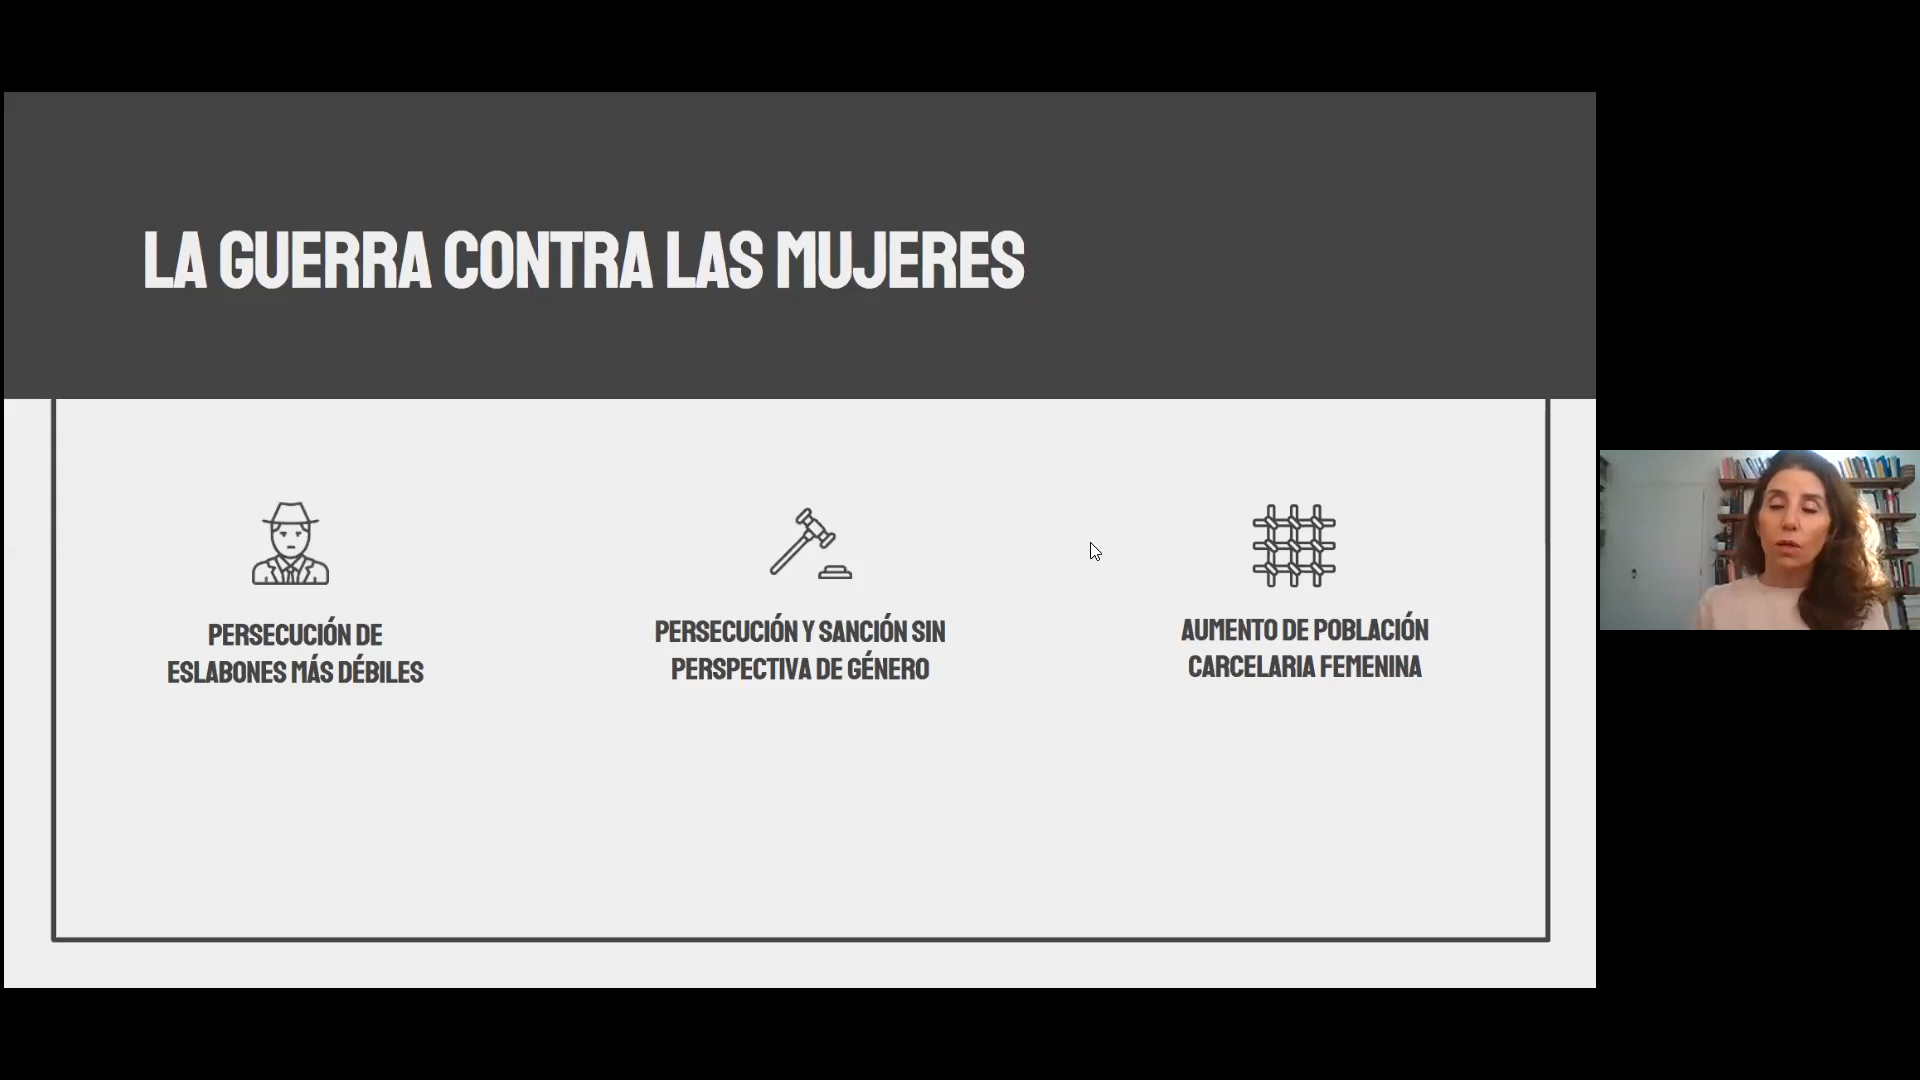 LA GUERRA CONTRA LAS MUJERES
PERSECUCIÓN DE
ESLABONES MÁS DÉBILES
PERSECUCIÓN Y SANCIÓN SIN
PERSPECTIVA DE GÉNERO
AUMENTO DE POBLACIÓN
CARCELARIA FEMENINA